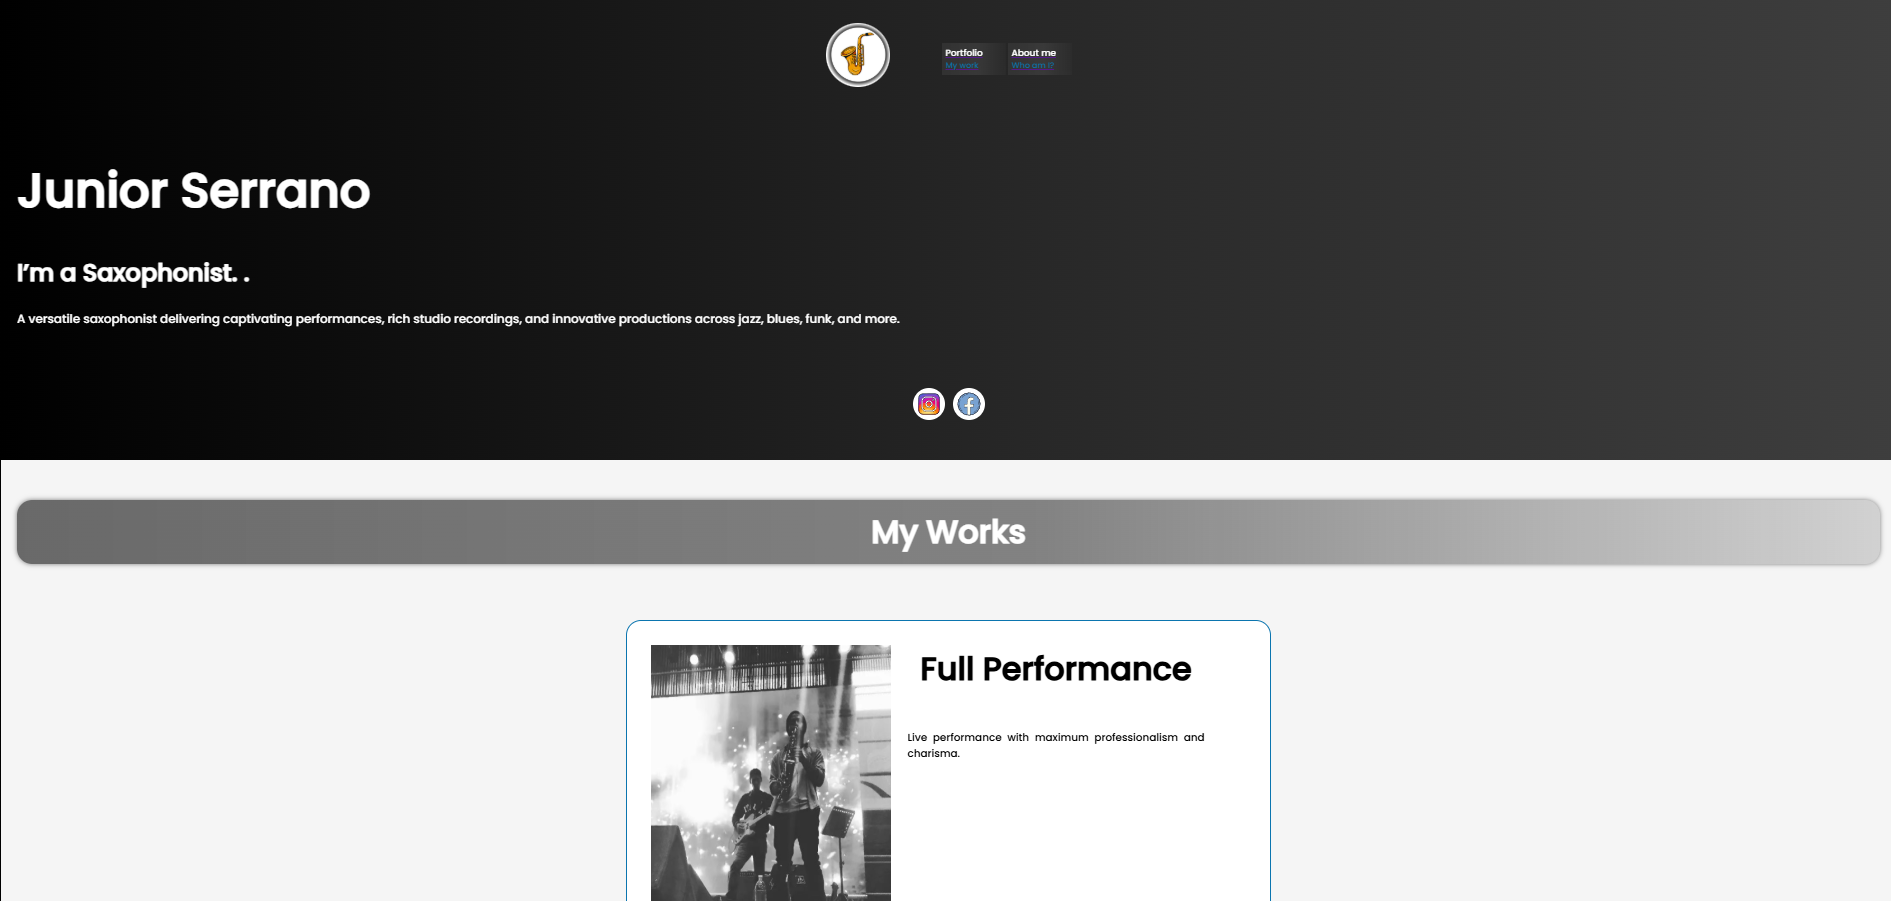 Portfolio
My work
About me
Who am I?
Junior Serrano
I'm a Saxophonist. .
A versatile saxophonist delivering captivating performances, rich studio recordings, and innovative productions across jazz, blues, funk, and more.
My Works
Full Performance
Live performance with maximum professionalism and
charisma.